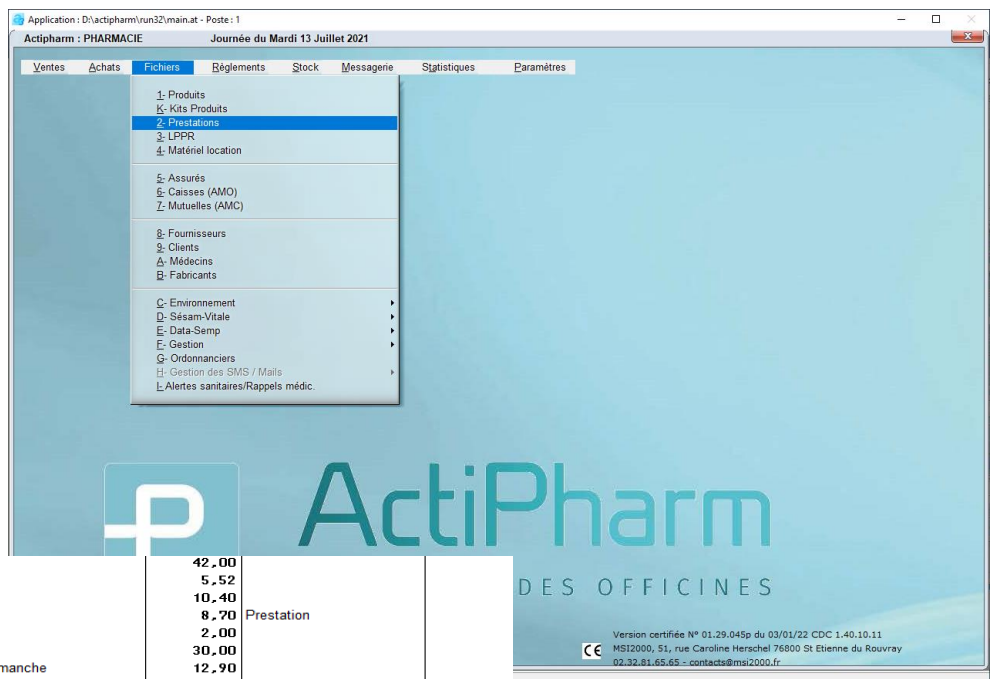 Application : D:\actipharm\run32\main.at - Poste : 1
Actipharm : PHARMACIE Journée du Mardi 13 Juillet 2021
Ventes Achats Fichiers Règlements Stock Messagerie Statistiques Paramètres
1- Produits
K- Kits Produits
2- Prestations
3- LPPR
4- Matériel location
5- Assurés
6- Caisses (AMO)
7- Mutuelles (AMC)
8- Fournisseurs
9- Clients
A- Médecins
B- Fabricants
C- Environnement
D- Sésam-Vitale
E- Data-Semp
F- Gestion
G- Ordonnanciers
H- Gestion des SMS / Mails
I- Alertes sanitaires/Rappels médic.
ActiPharm
DES OFFICINES
42,00
5,52
10,40
8,70 Prestation
2,00
30,00
manche 12,90
Version certifiée N° 01.29.045p du 03/01/22 CDC 1.40.10.11
CE MSI2000, 51, rue Caroline Herschel 76800 St Etienne du Rouvray
02.32.81.65.65 - contacts@msi2000.fr